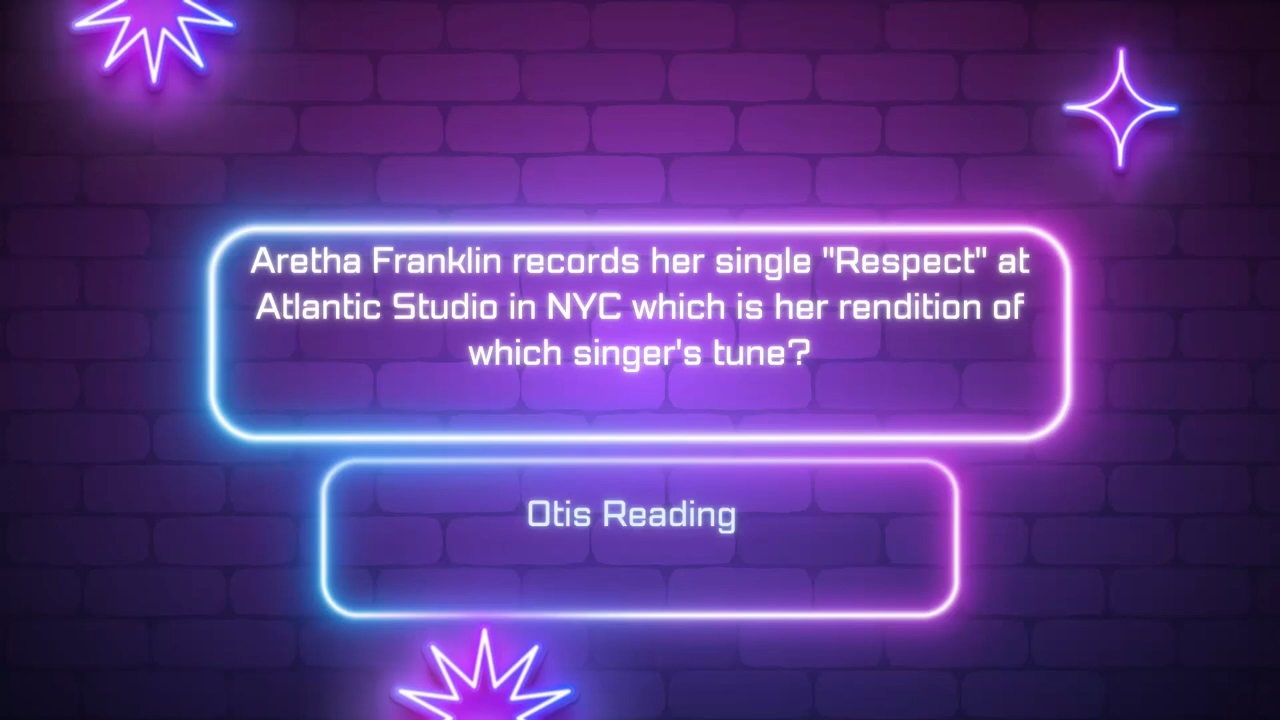 Aretha Franklin records her single "Respect" at
Atlantic Studio in NYC which is her rendition of
which singer's tune?
Otis Reading